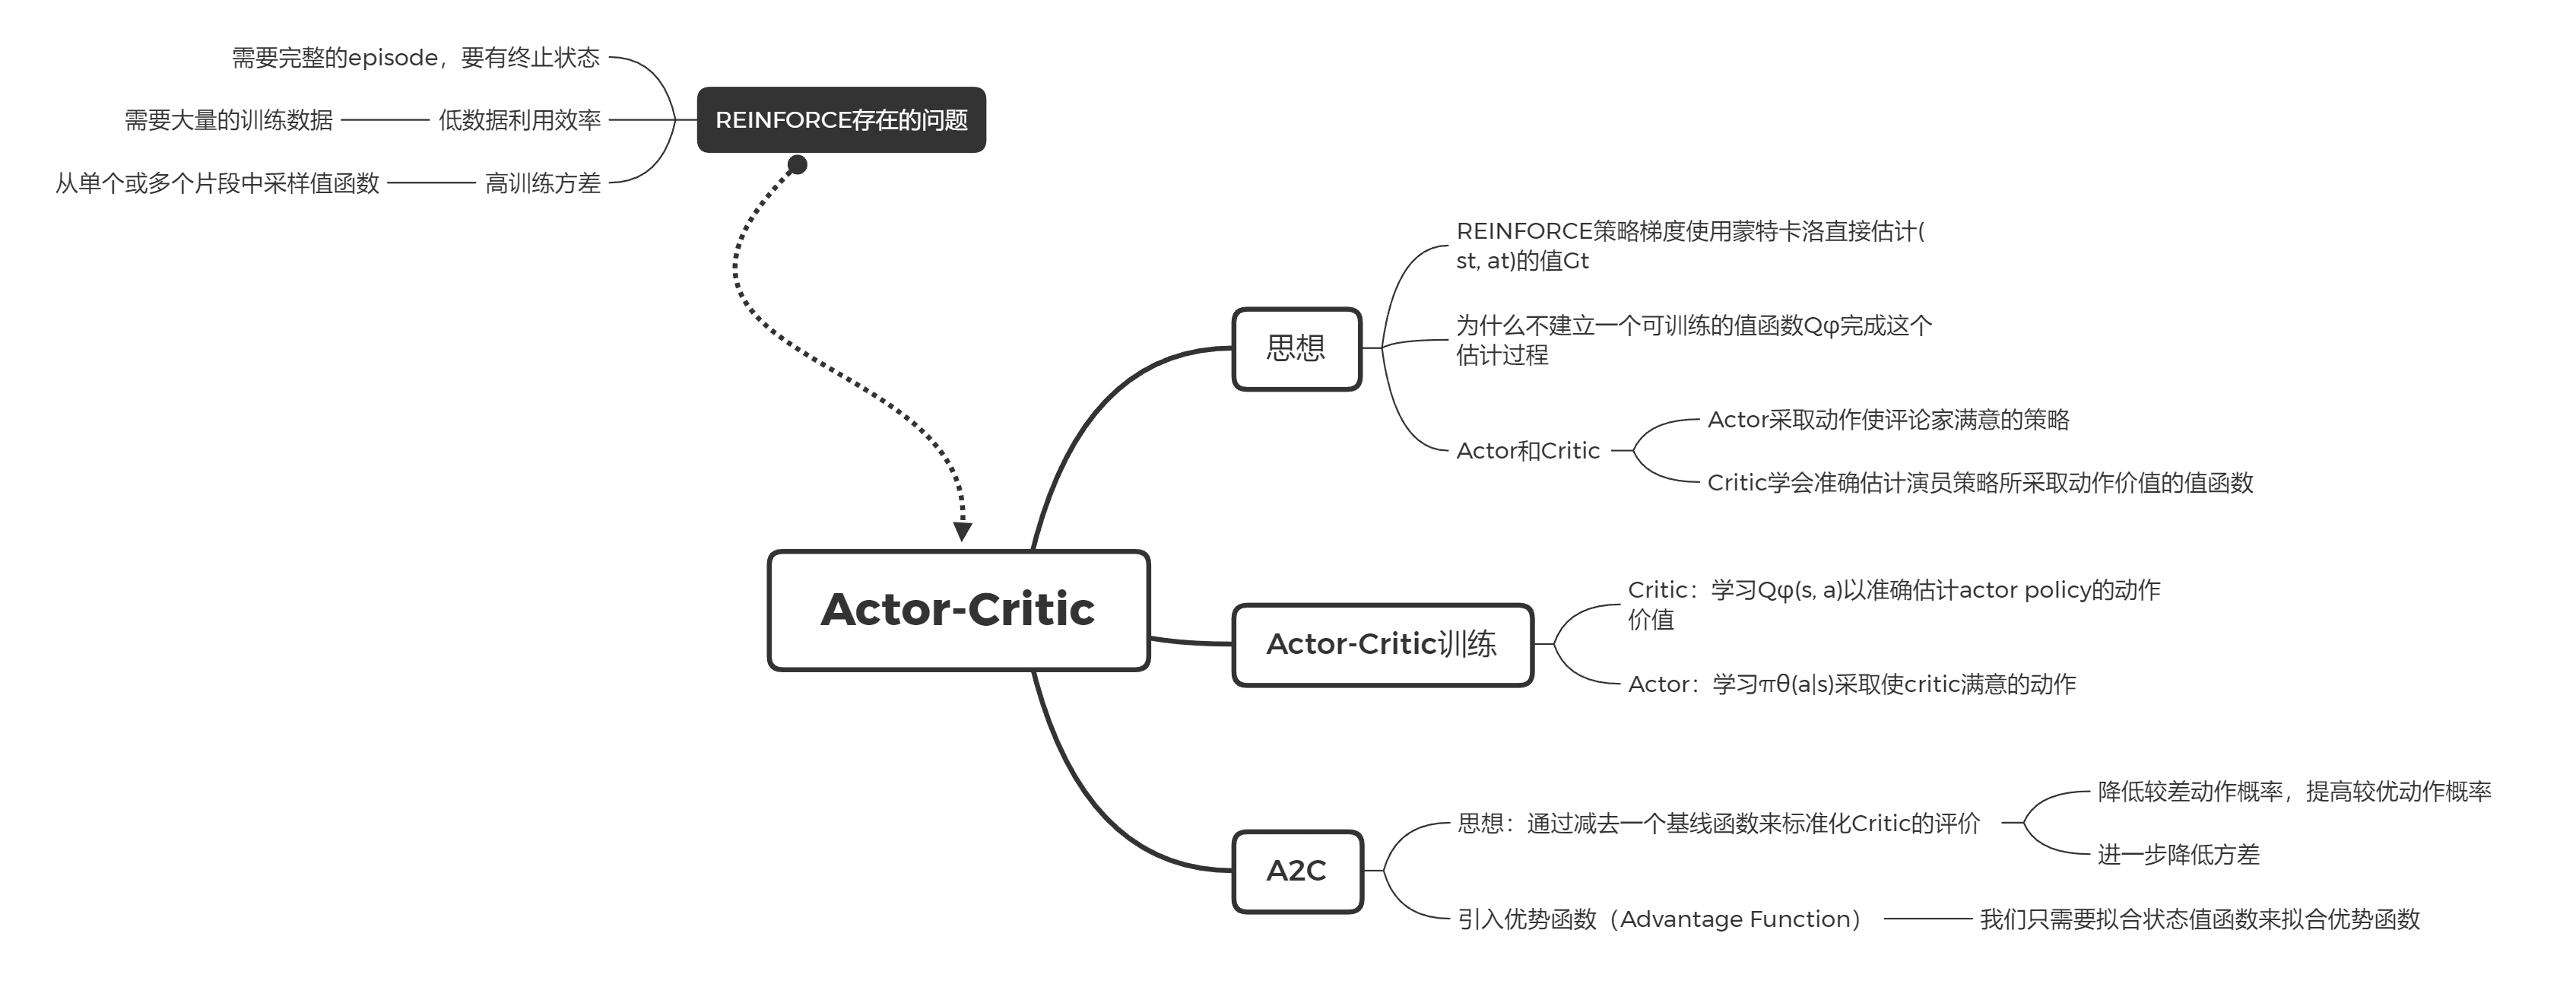 需要完整的episode，要有终止状态
需要大量的训练数据
低数据利用效率
从单个或多个片段中采样值函数
高训练方差
REINFORCE存在的问题
Actor-Critic
思想
REINFORCE策略梯度使用蒙特卡洛直接估计(
st, at)的值Gt
为什么不建立一个可训练的值函数Qφ完成这个
估计过程
Actor和Critic
Actor采取动作使评论家满意的策略
Critic学会准确估计演员策略所采取动作价值的值函数
Actor-Critic训练
Critic：学习Qφ(s, a)以准确估计actor policy的动作
价值
Actor：学习πθ(a|s)采取使critic满意的动作
A2C
思想：通过减去一个基线函数来标准化Critic的评价
降低较差动作概率，提高较优动作概率
进一步降低方差
引入优势函数（Advantage Function）
我们只需要拟合状态值函数来拟合优势函数